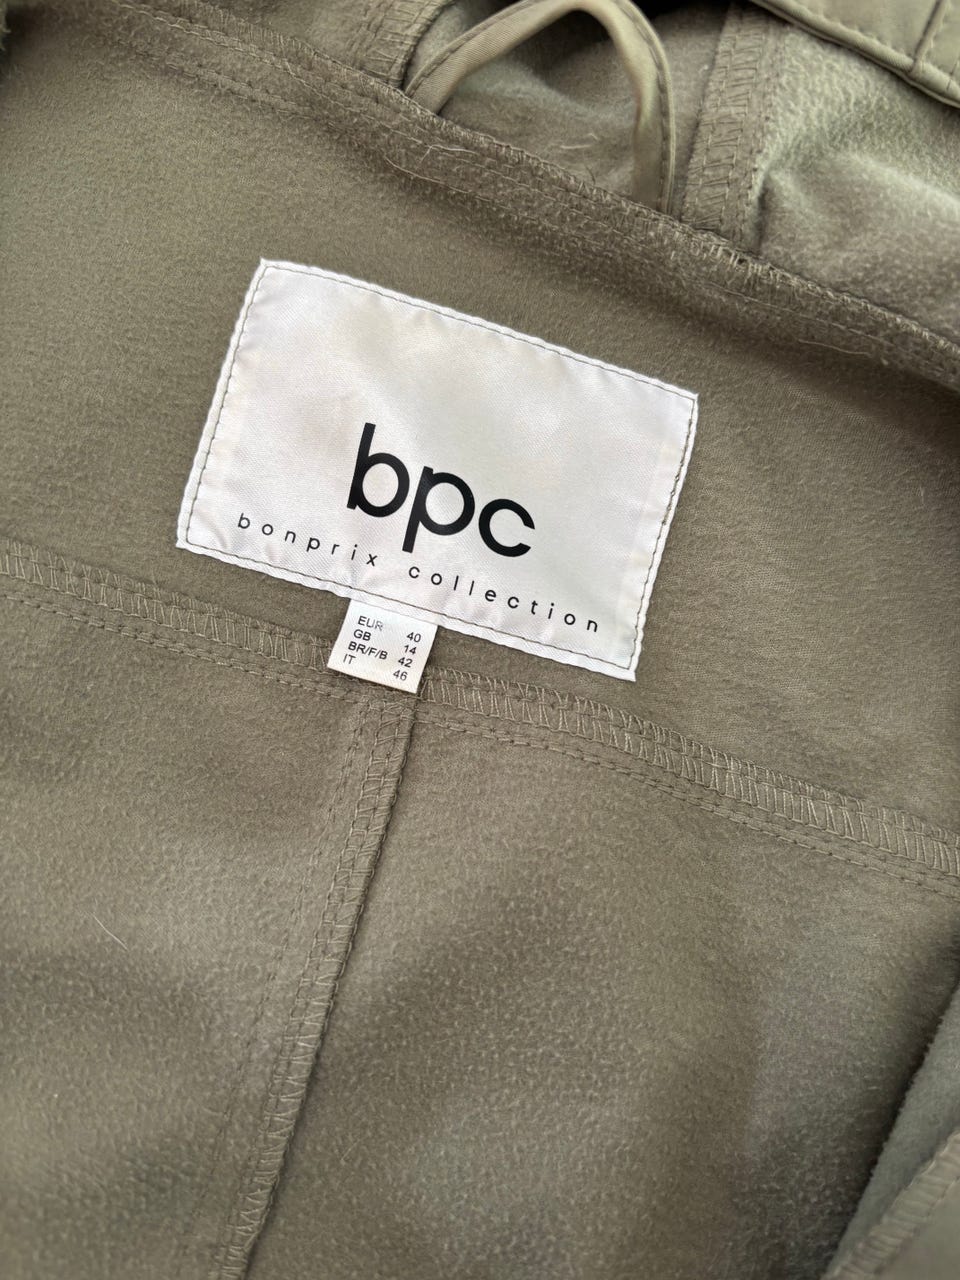 bpc
bonprix collection
EUR 40
GB 14
BR/F/B 42
IT 46